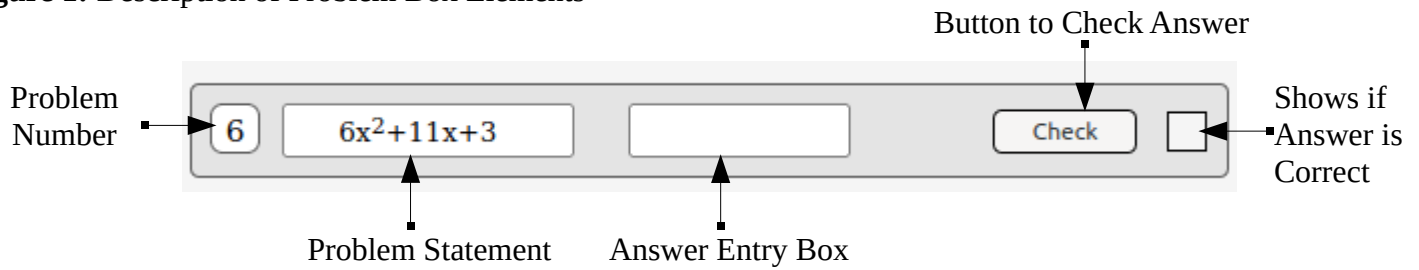 Button to Check Answer
Problem
Number
6
6x²+11x+3
Check
Shows if
Answer is
Correct
Problem Statement
Answer Entry Box